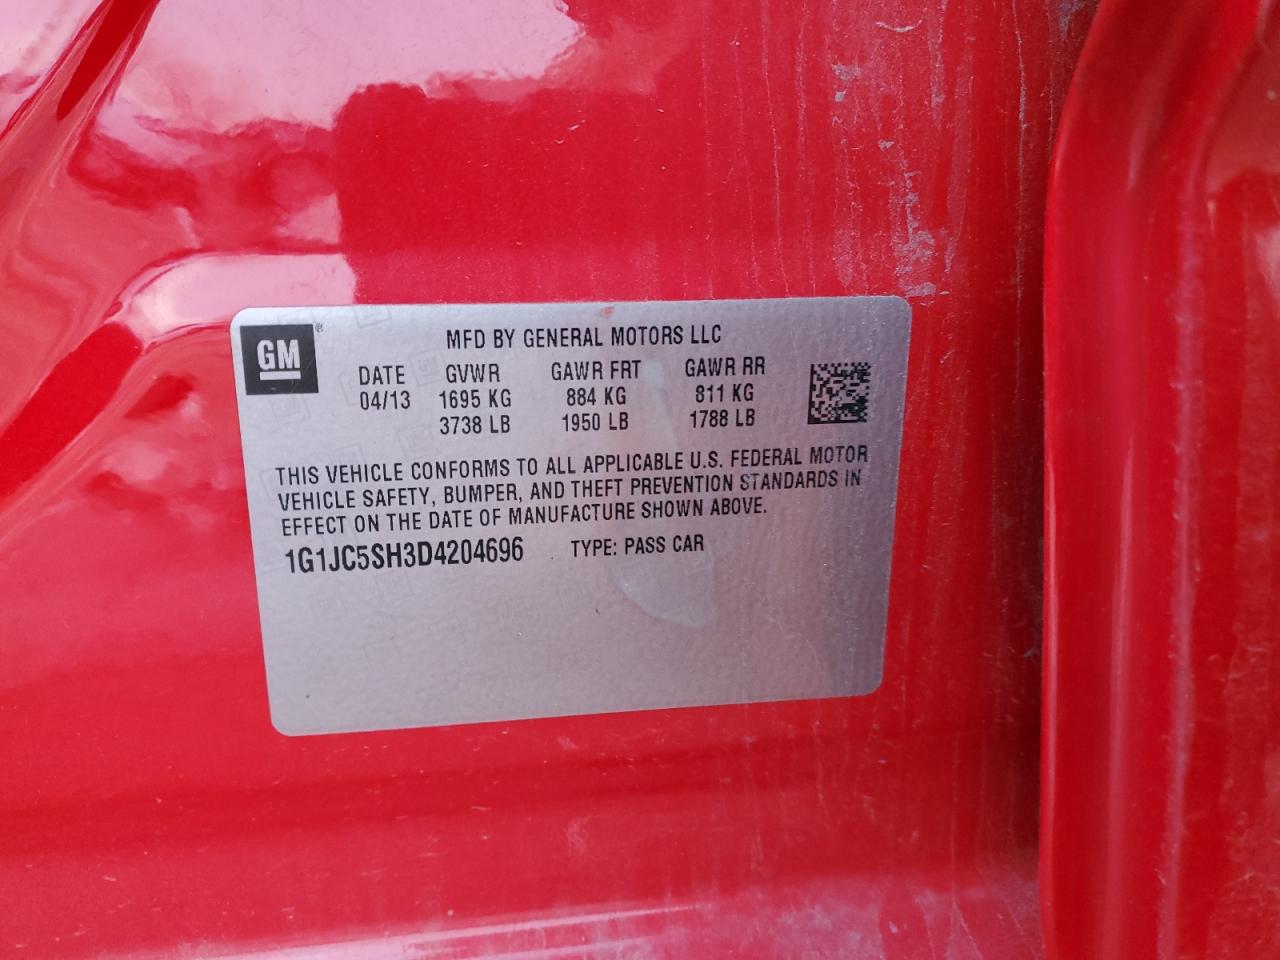 GM
MFD BY GENERAL MOTORS LLC
DATE GVWR GAWR FRT GAWR RR
04/13 1695 KG 884 KG 811 KG
3738 LB 1950 LB 1788 LB
THIS VEHICLE CONFORMS TO ALL APPLICABLE U.S. FEDERAL MOTOR
VEHICLE SAFETY, BUMPER, AND THEFT PREVENTION STANDARDS IN
EFFECT ON THE DATE OF MANUFACTURE SHOWN ABOVE.
1G1JC5SH3D4204696 TYPE: PASS CAR